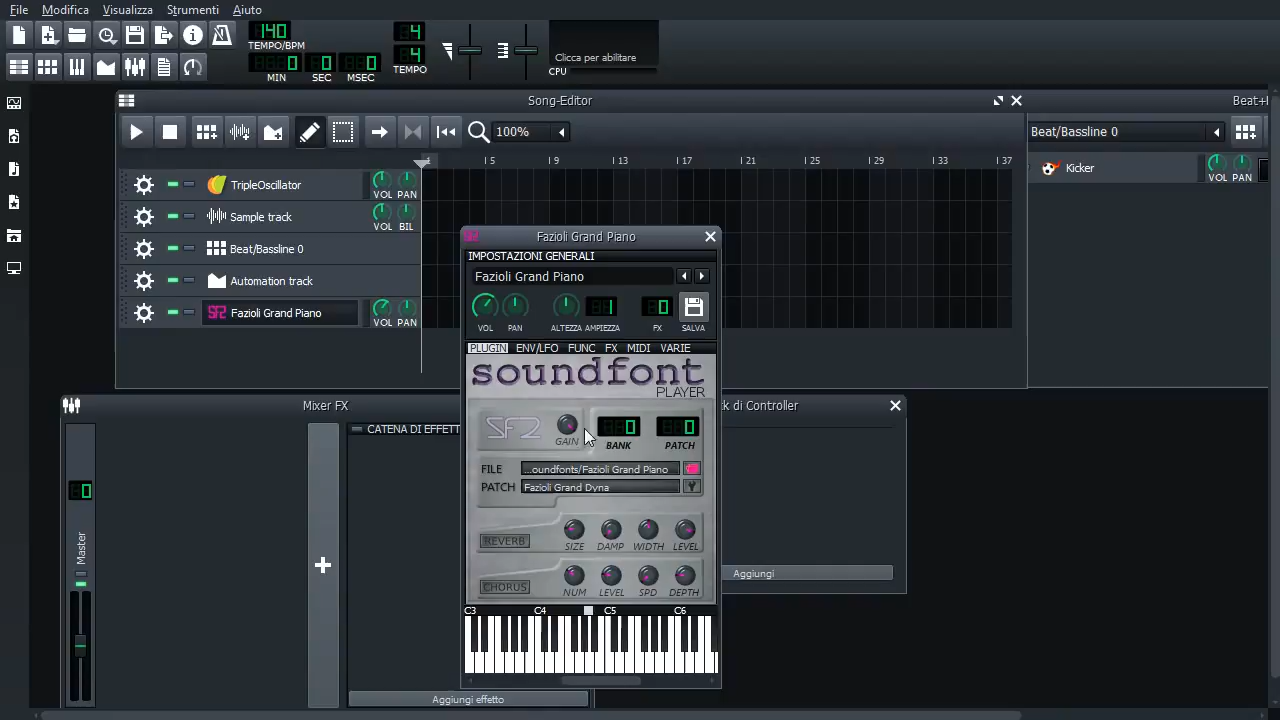 File Modifica Visualizza Strumenti Aiuto
140
TEMPO/BPM
0 0 0
MIN SEC MSEC
4
4
TEMPO
Clicca per abilitare
CPU
Song-Editor
Beat+
100%
Beat/Bassline 0
1 5 9 13 17 21 25 29 33 37
TripleOscillator
VOL PAN
Sample track
VOL BIL
Beat/Bassline 0
Automation track
SF2 Fazioli Grand Piano
VOL PAN
Kicker
VOL PAN
Fazioli Grand Piano
IMPOSTAZIONI GENERALI
Fazioli Grand Piano
1 0
VOL PAN ALTEZZA AMPIEZZA FX SALVA
PLUGIN ENV/LFO FUNC FX MIDI VARIE
soundfont
PLAYER
SF2
GAIN
0 0
BANK PATCH
FILE ...oundfonts/Fazioli Grand Piano
PATCH Fazioli Grand Dyna
REVERB
SIZE DAMP WIDTH LEVEL
CHORUS
NUM LEVEL SPD DEPTH
C3 C4 C5 C6
Mixer FX
CATENA DI EFFETT
0
Master
Aggiungi effetto
k di Controller
Aggiungi